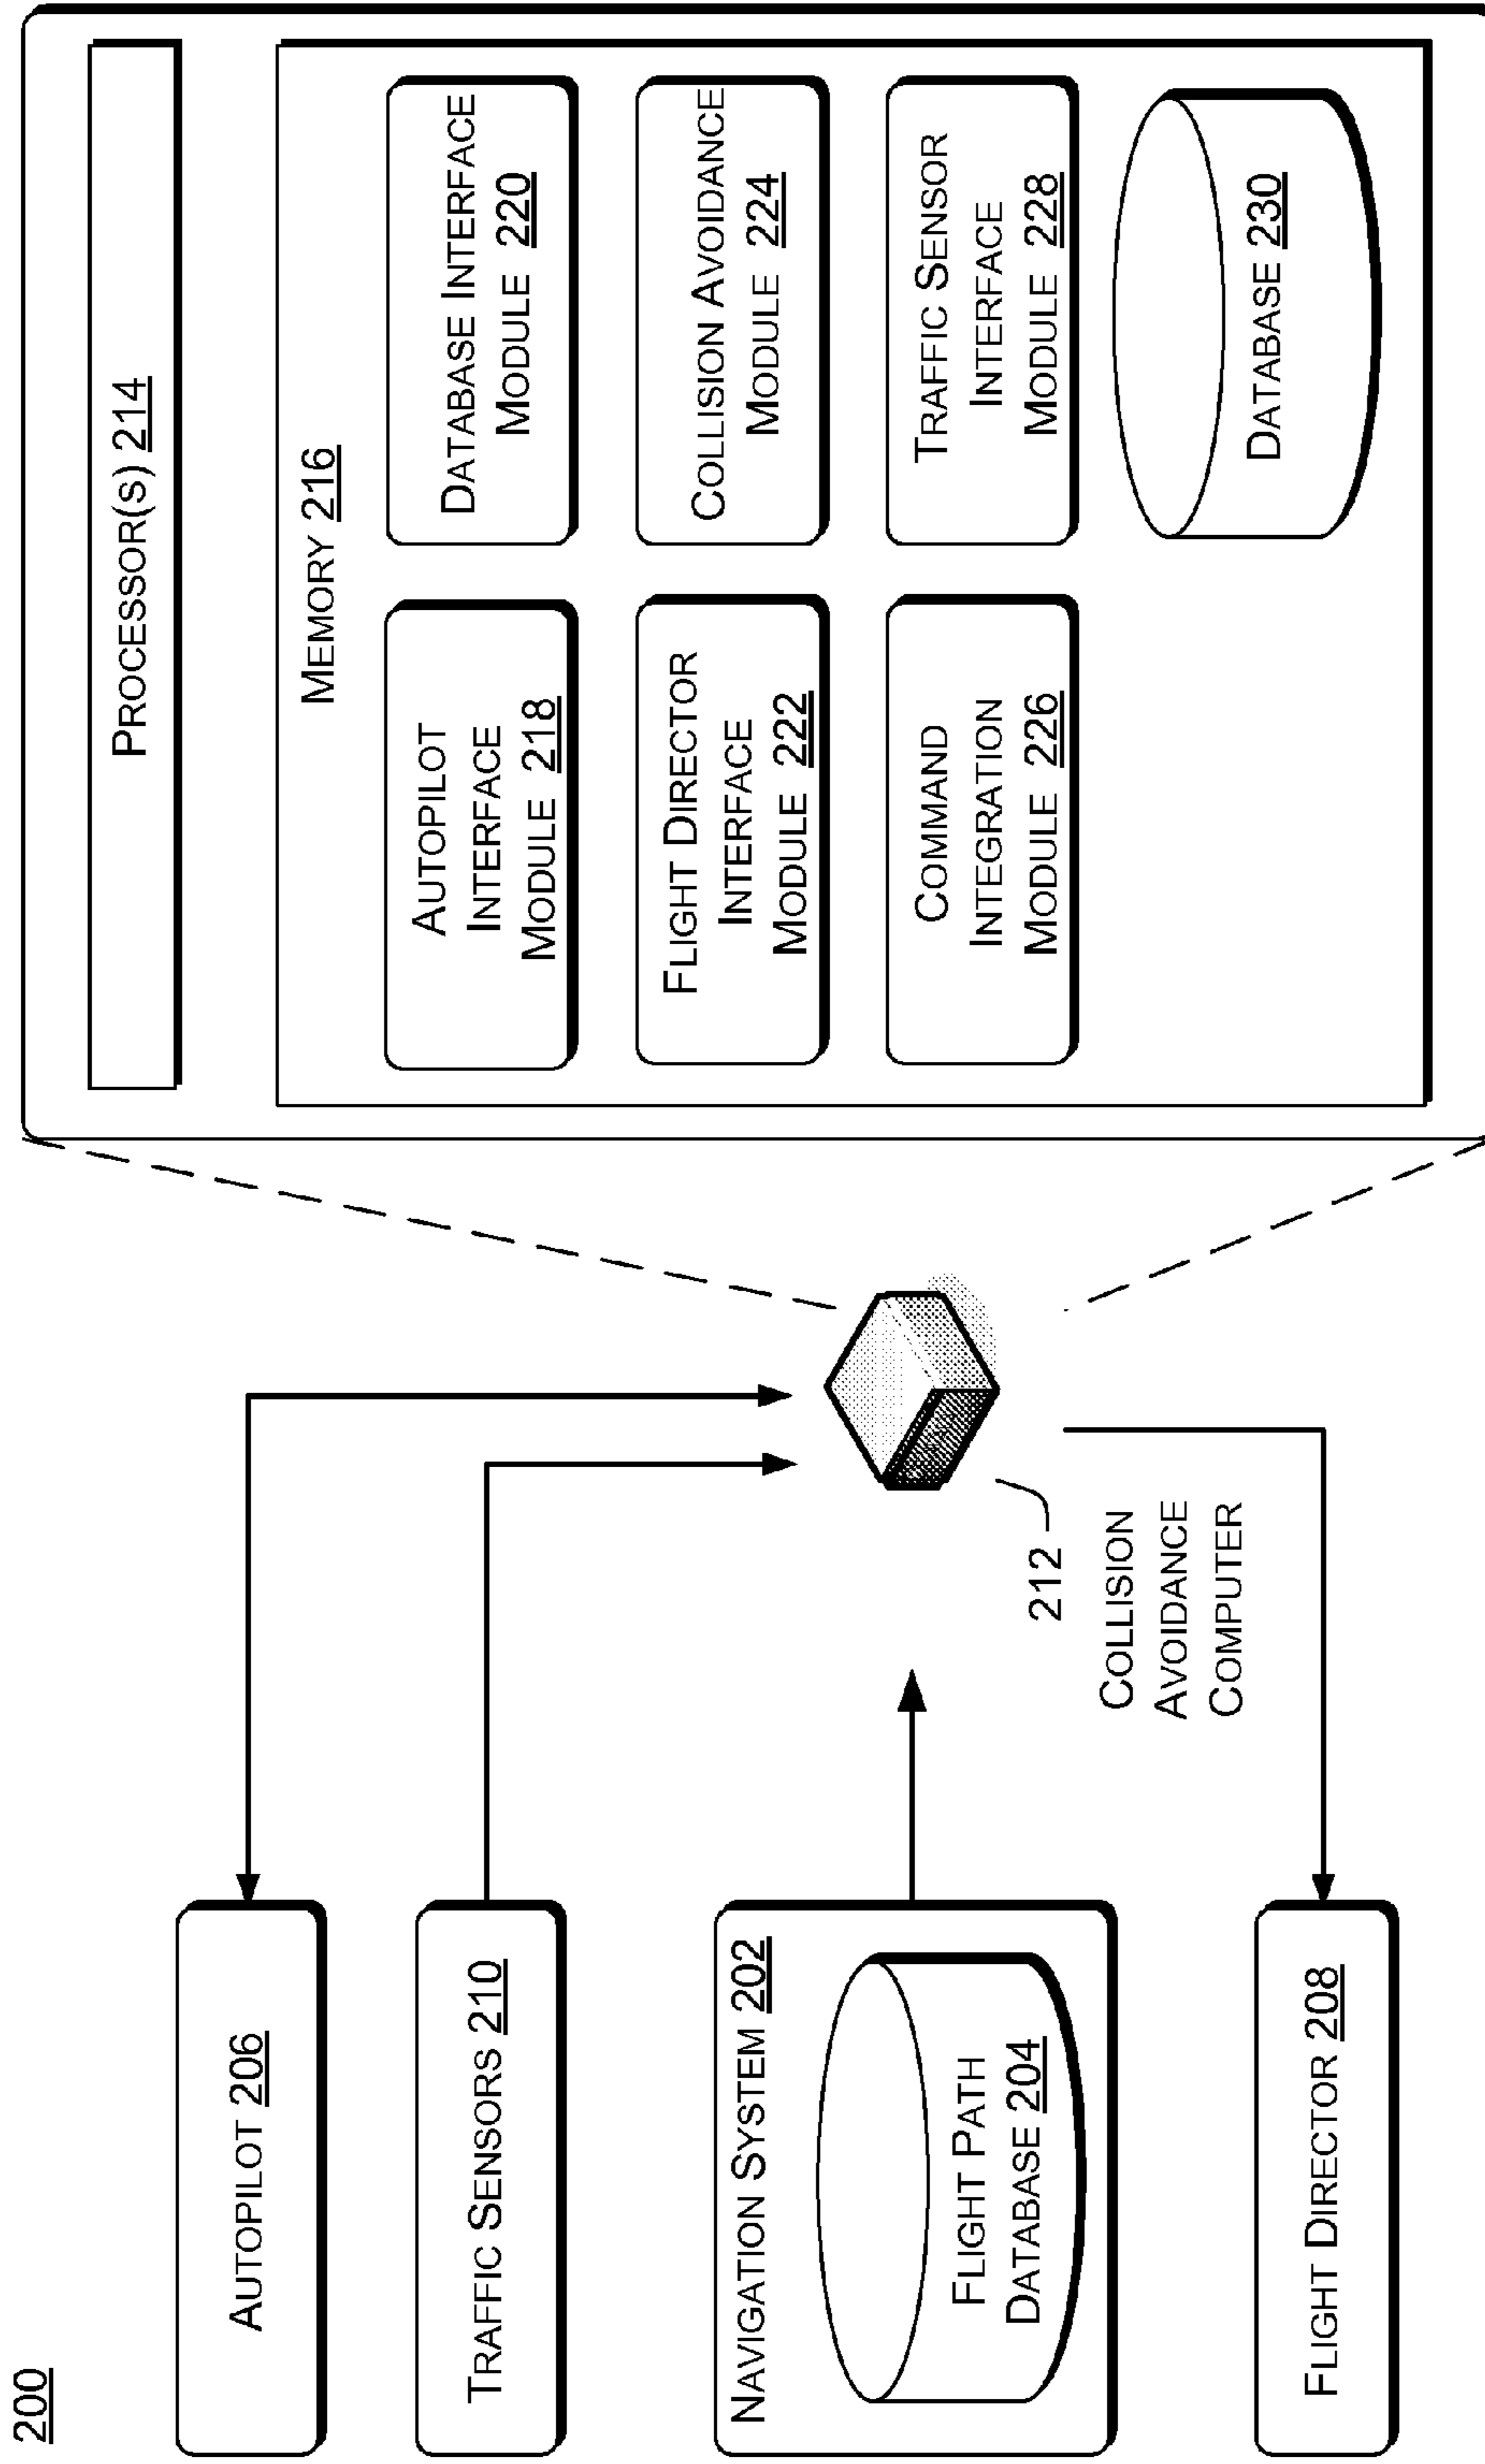 200
AUTOPILOT 206
TRAFFIC SENSORS 210
NAVIGATION SYSTEM 202
FLIGHT PATH
DATABASE 204
FLIGHT DIRECTOR 208
212
COLLISION
AVOIDANCE
COMPUTER
PROCESSOR(S) 214
MEMORY 216
AUTOPILOT
INTERFACE
MODULE 218
DATABASE INTERFACE
MODULE 220
FLIGHT DIRECTOR
INTERFACE
MODULE 222
COLLISION AVOIDANCE
MODULE 224
COMMAND
INTEGRATION
MODULE 226
TRAFFIC SENSOR
INTERFACE
MODULE 228
DATABASE 230